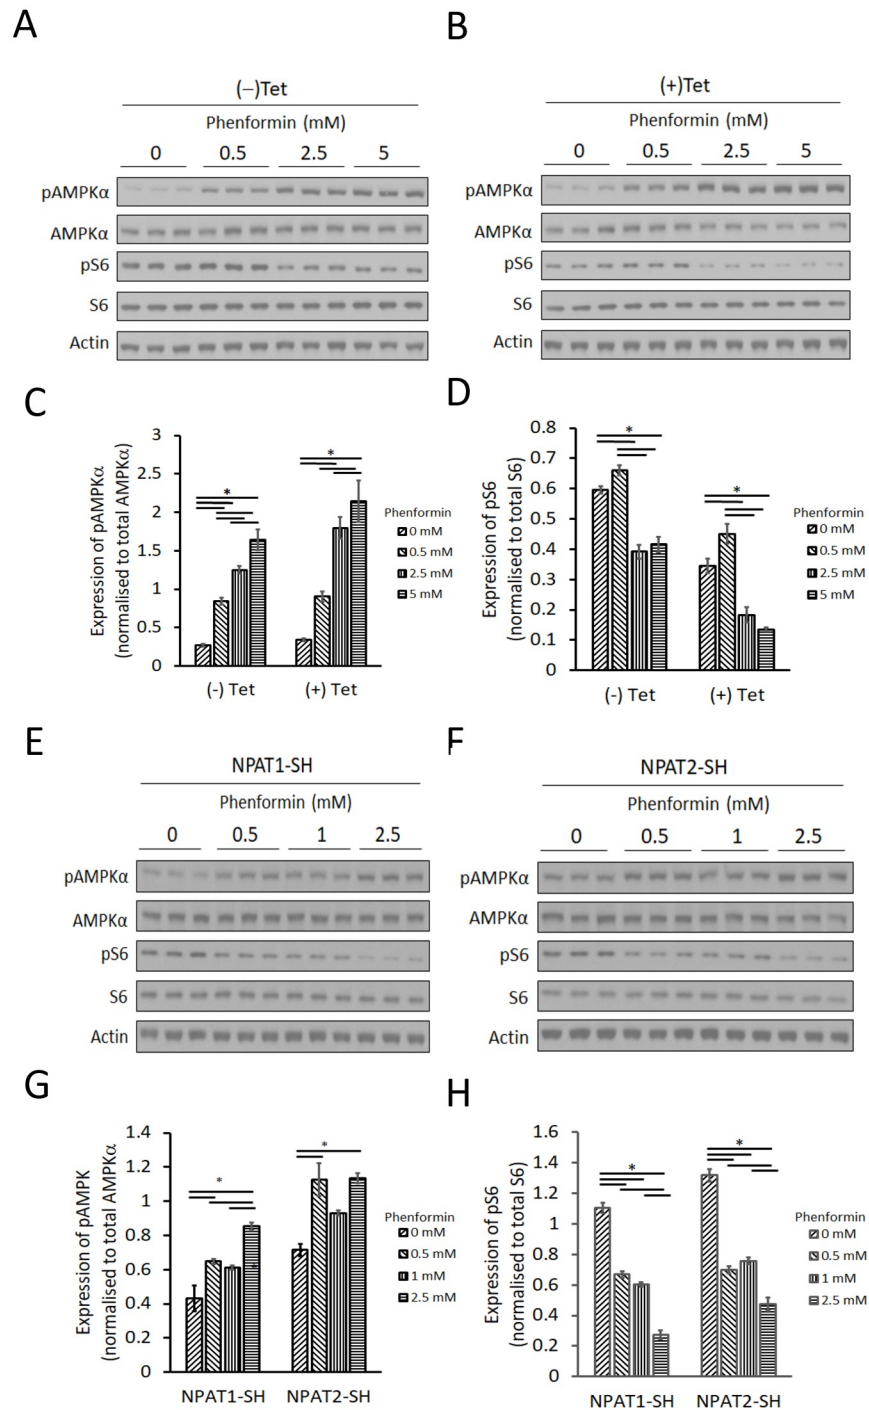 A
(−)Tet
Phenformin (mM)
0 0.5 2.5 5
pAMPKα
AMPKα
pS6
S6
Actin
B
(+)Tet
Phenformin (mM)
0 0.5 2.5 5
pAMPKα
AMPKα
pS6
S6
Actin
C
Expression of pAMPKα
(normalised to total AMPKα)
3
2.5
2
1.5
1
0.5
0
*
*
(-) Tet (+) Tet
Phenformin
0 mM
0.5 mM
2.5 mM
5 mM
D
Expression of pS6
(normalised to total S6)
0.8
0.7
0.6
0.5
0.4
0.3
0.2
0.1
0
*
*
(-) Tet (+) Tet
Phenformin
0 mM
0.5 mM
2.5 mM
5 mM
E
NPAT1-SH
Phenformin (mM)
0 0.5 1 2.5
pAMPKα
AMPKα
pS6
S6
Actin
F
NPAT2-SH
Phenformin (mM)
0 0.5 1 2.5
pAMPKα
AMPKα
pS6
S6
Actin
G
Expression of pAMPK
(normalised to total AMPKα
1.4
1.2
1
0.8
0.6
0.4
0.2
0
*
*
NPAT1-SH NPAT2-SH
Phenformin
0 mM
0.5 mM
1 mM
2.5 mM
H
Expression of pS6
(normalised to total S6)
1.6
1.4
1.2
1
0.8
0.6
0.4
0.2
0
*
*
NPAT1-SH NPAT2-SH
Phenformin
0 mM
0.5 mM
1 mM
2.5 mM